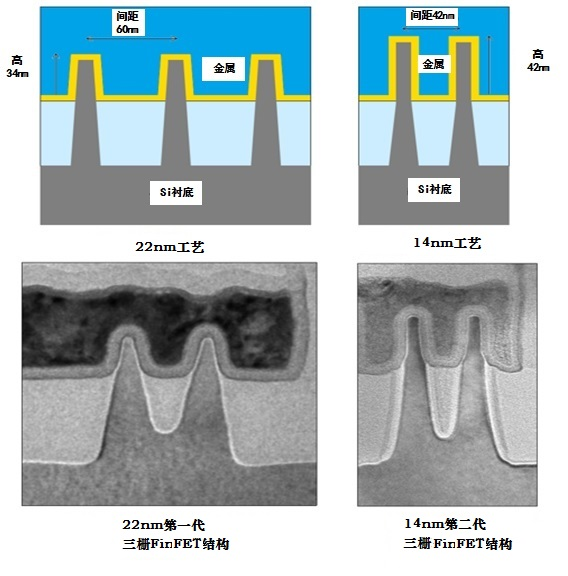 间距
60nm
高
34nm
金属
Si衬底
22nm工艺
间距42nm
金属
高
42nm
Si衬底
14nm工艺
22nm第一代
三栅FinFET结构
14nm第二代
三栅FinFET结构